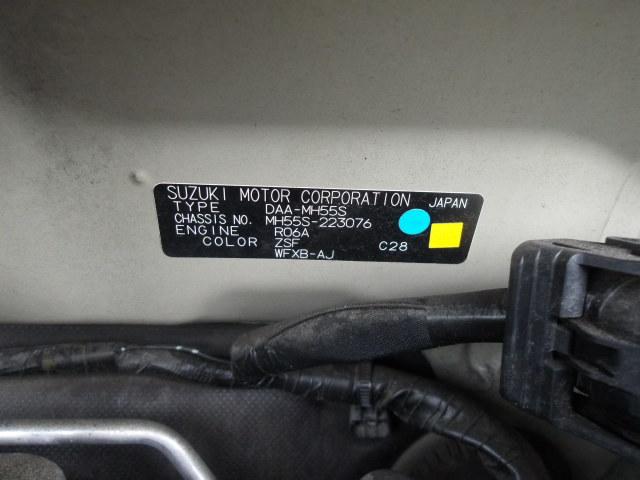 SUZUKI MOTOR CORPORATION JAPAN
TYPE DAA-MH55S
CHASSIS NO. MH55S-223076
ENGINE R06A
COLOR ZSF C28
WFXB-AJ